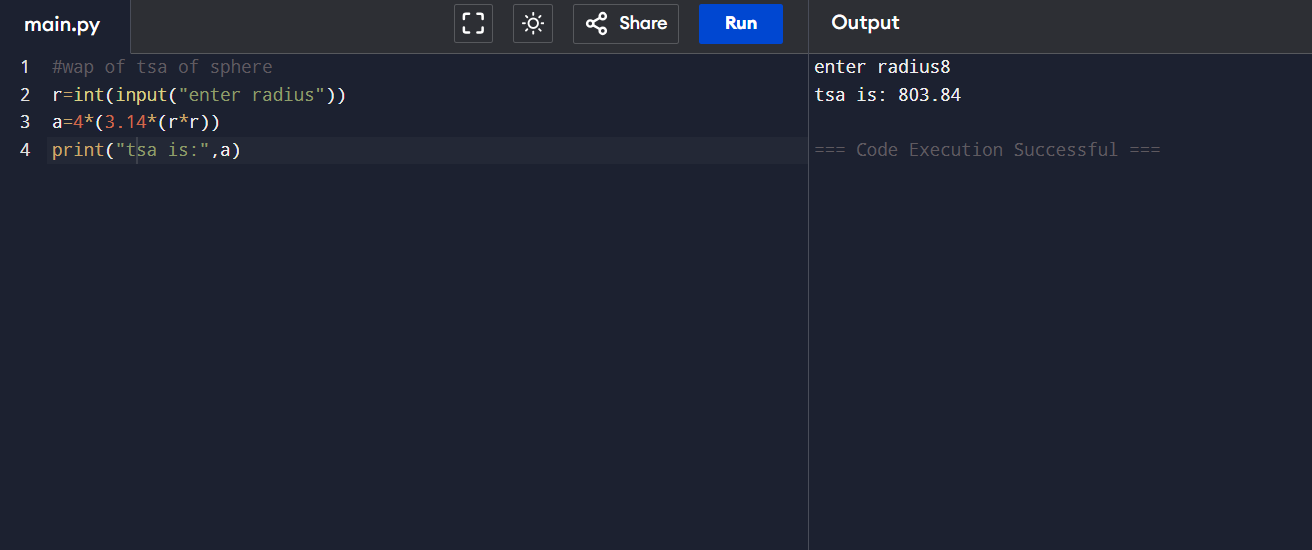 main.py
Share
Run
Output
1 #wap of tsa of sphere
2 r=int(input("enter radius"))
3 a=4*(3.14*(r*r))
4 print("tsa is:",a)
enter radius8
tsa is: 803.84
=== Code Execution Successful ===